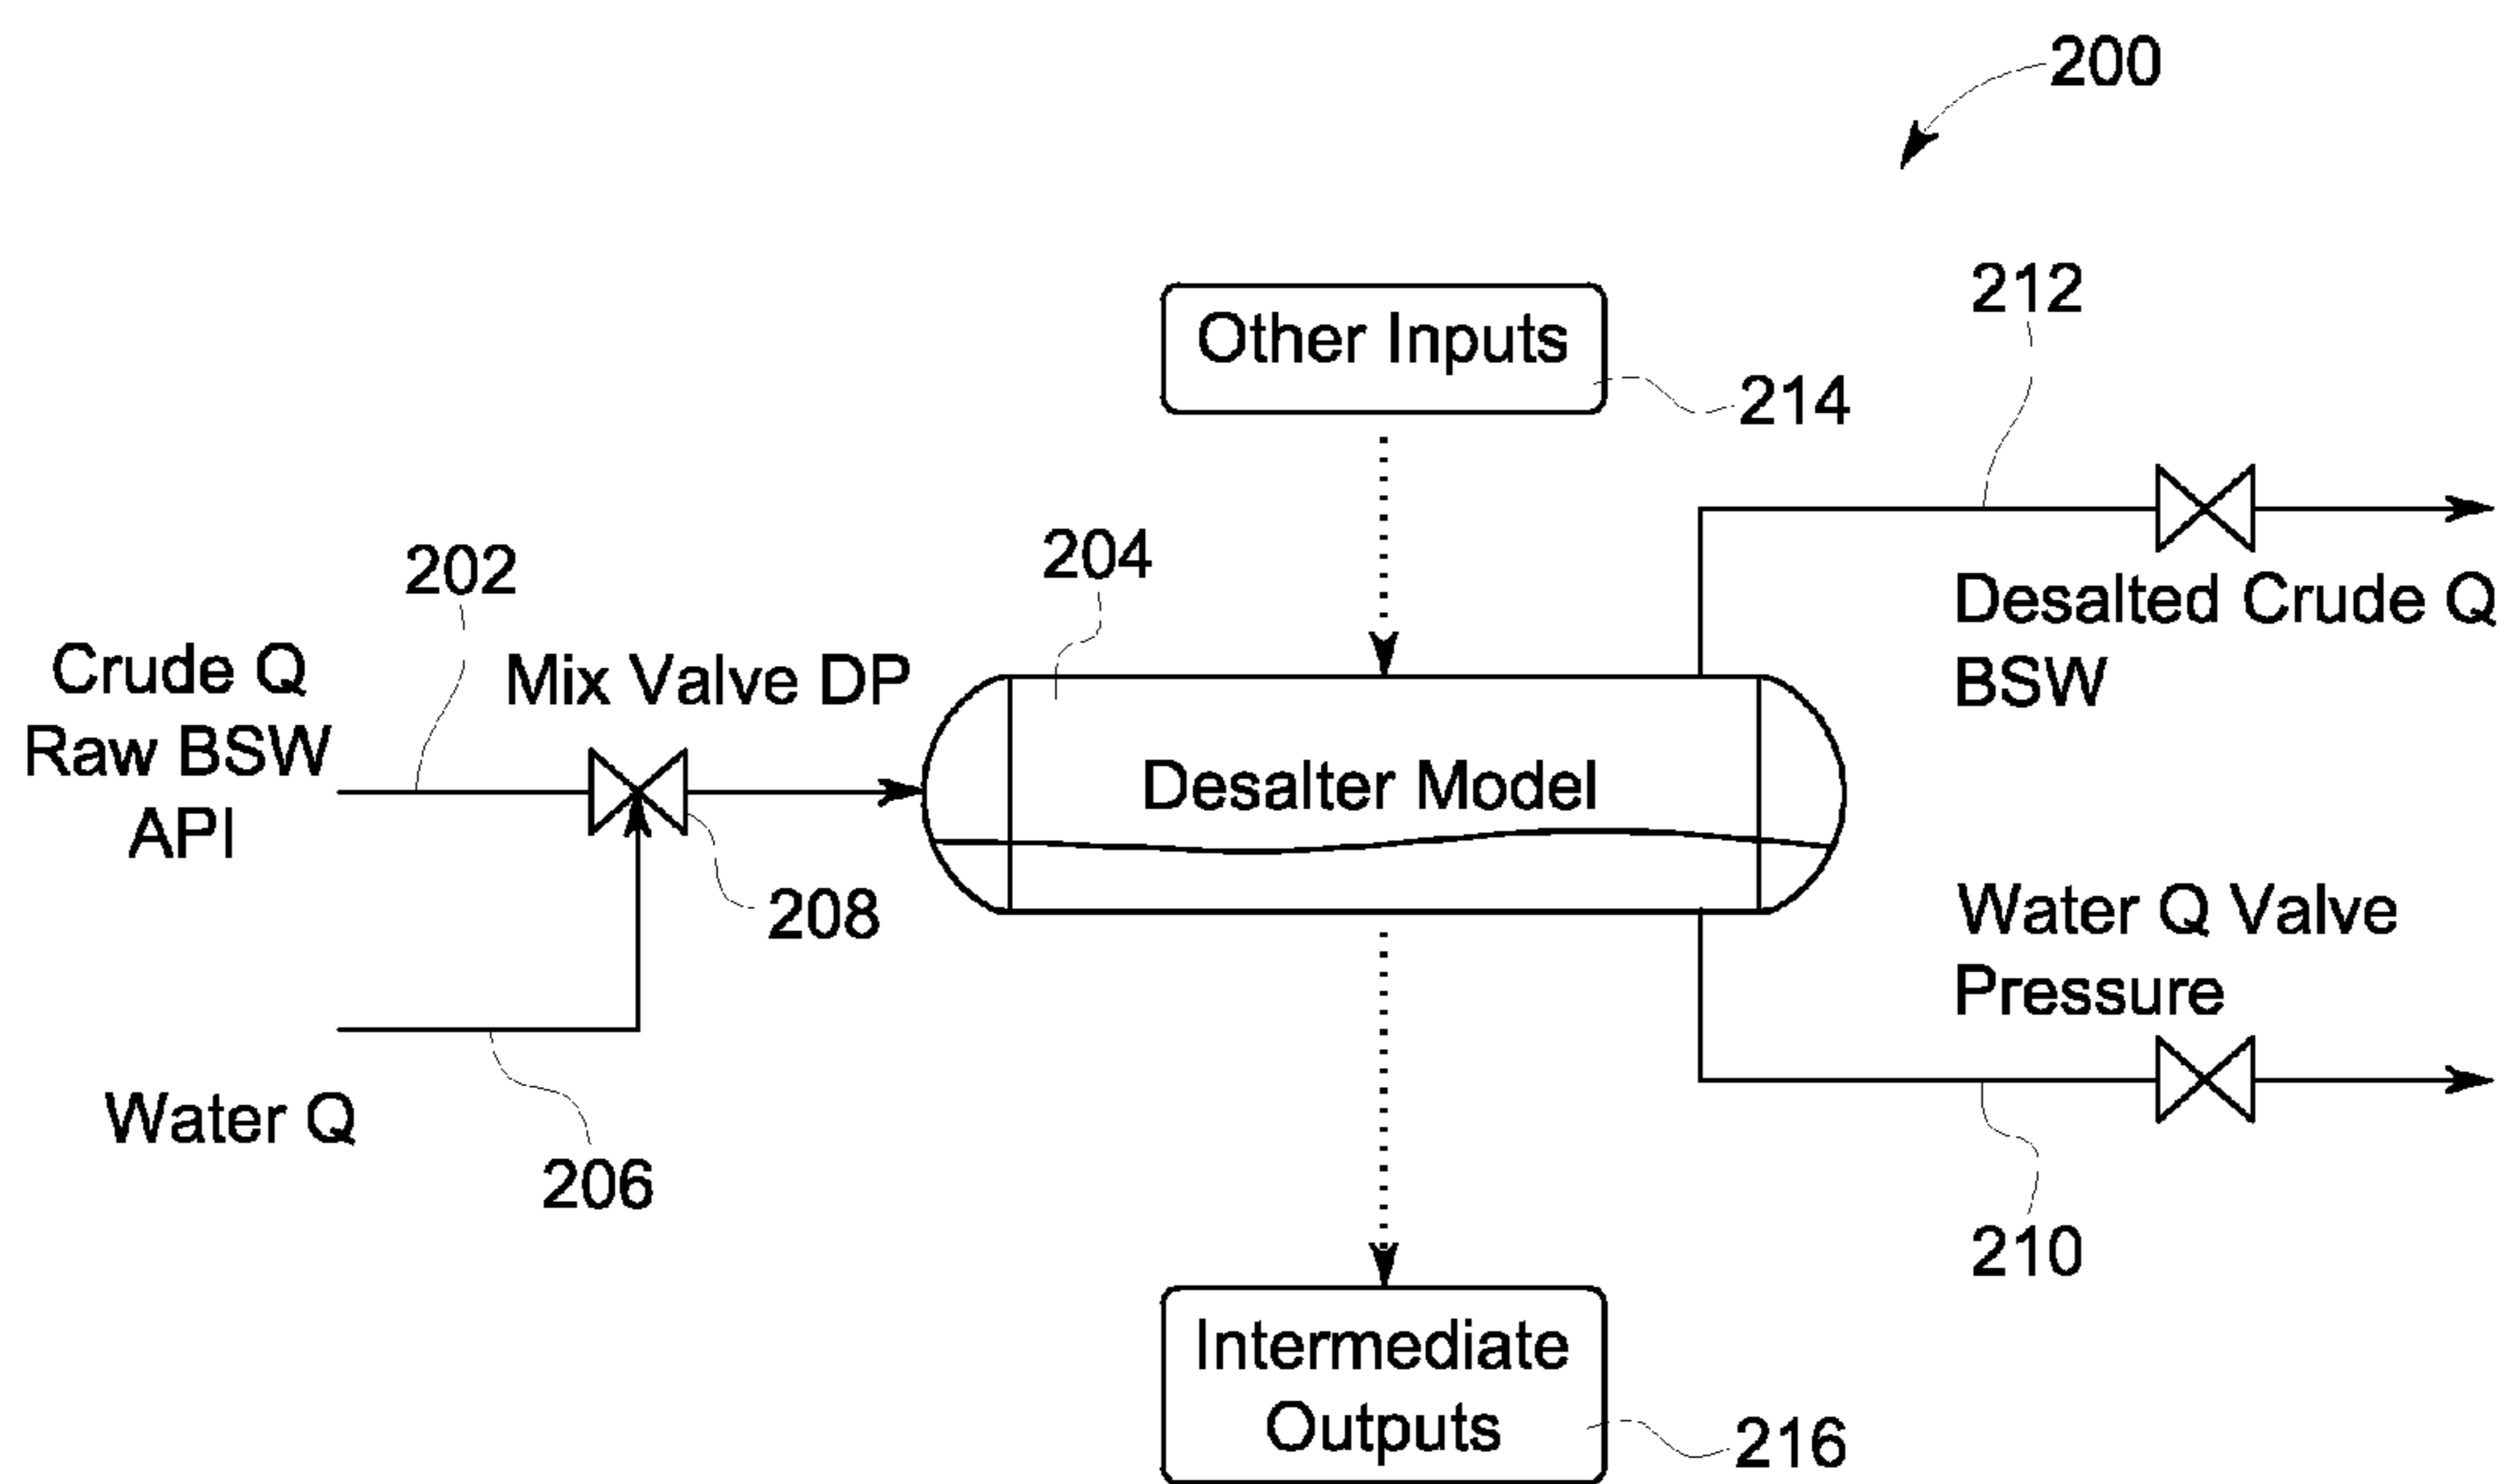 200
212
Other Inputs
214
204
202
Crude Q
Raw BSW
API
Mix Valve DP
Desalted Crude Q
BSW
Desalter Model
208
Water Q Valve
Pressure
Water Q
206
210
Intermediate
Outputs
216